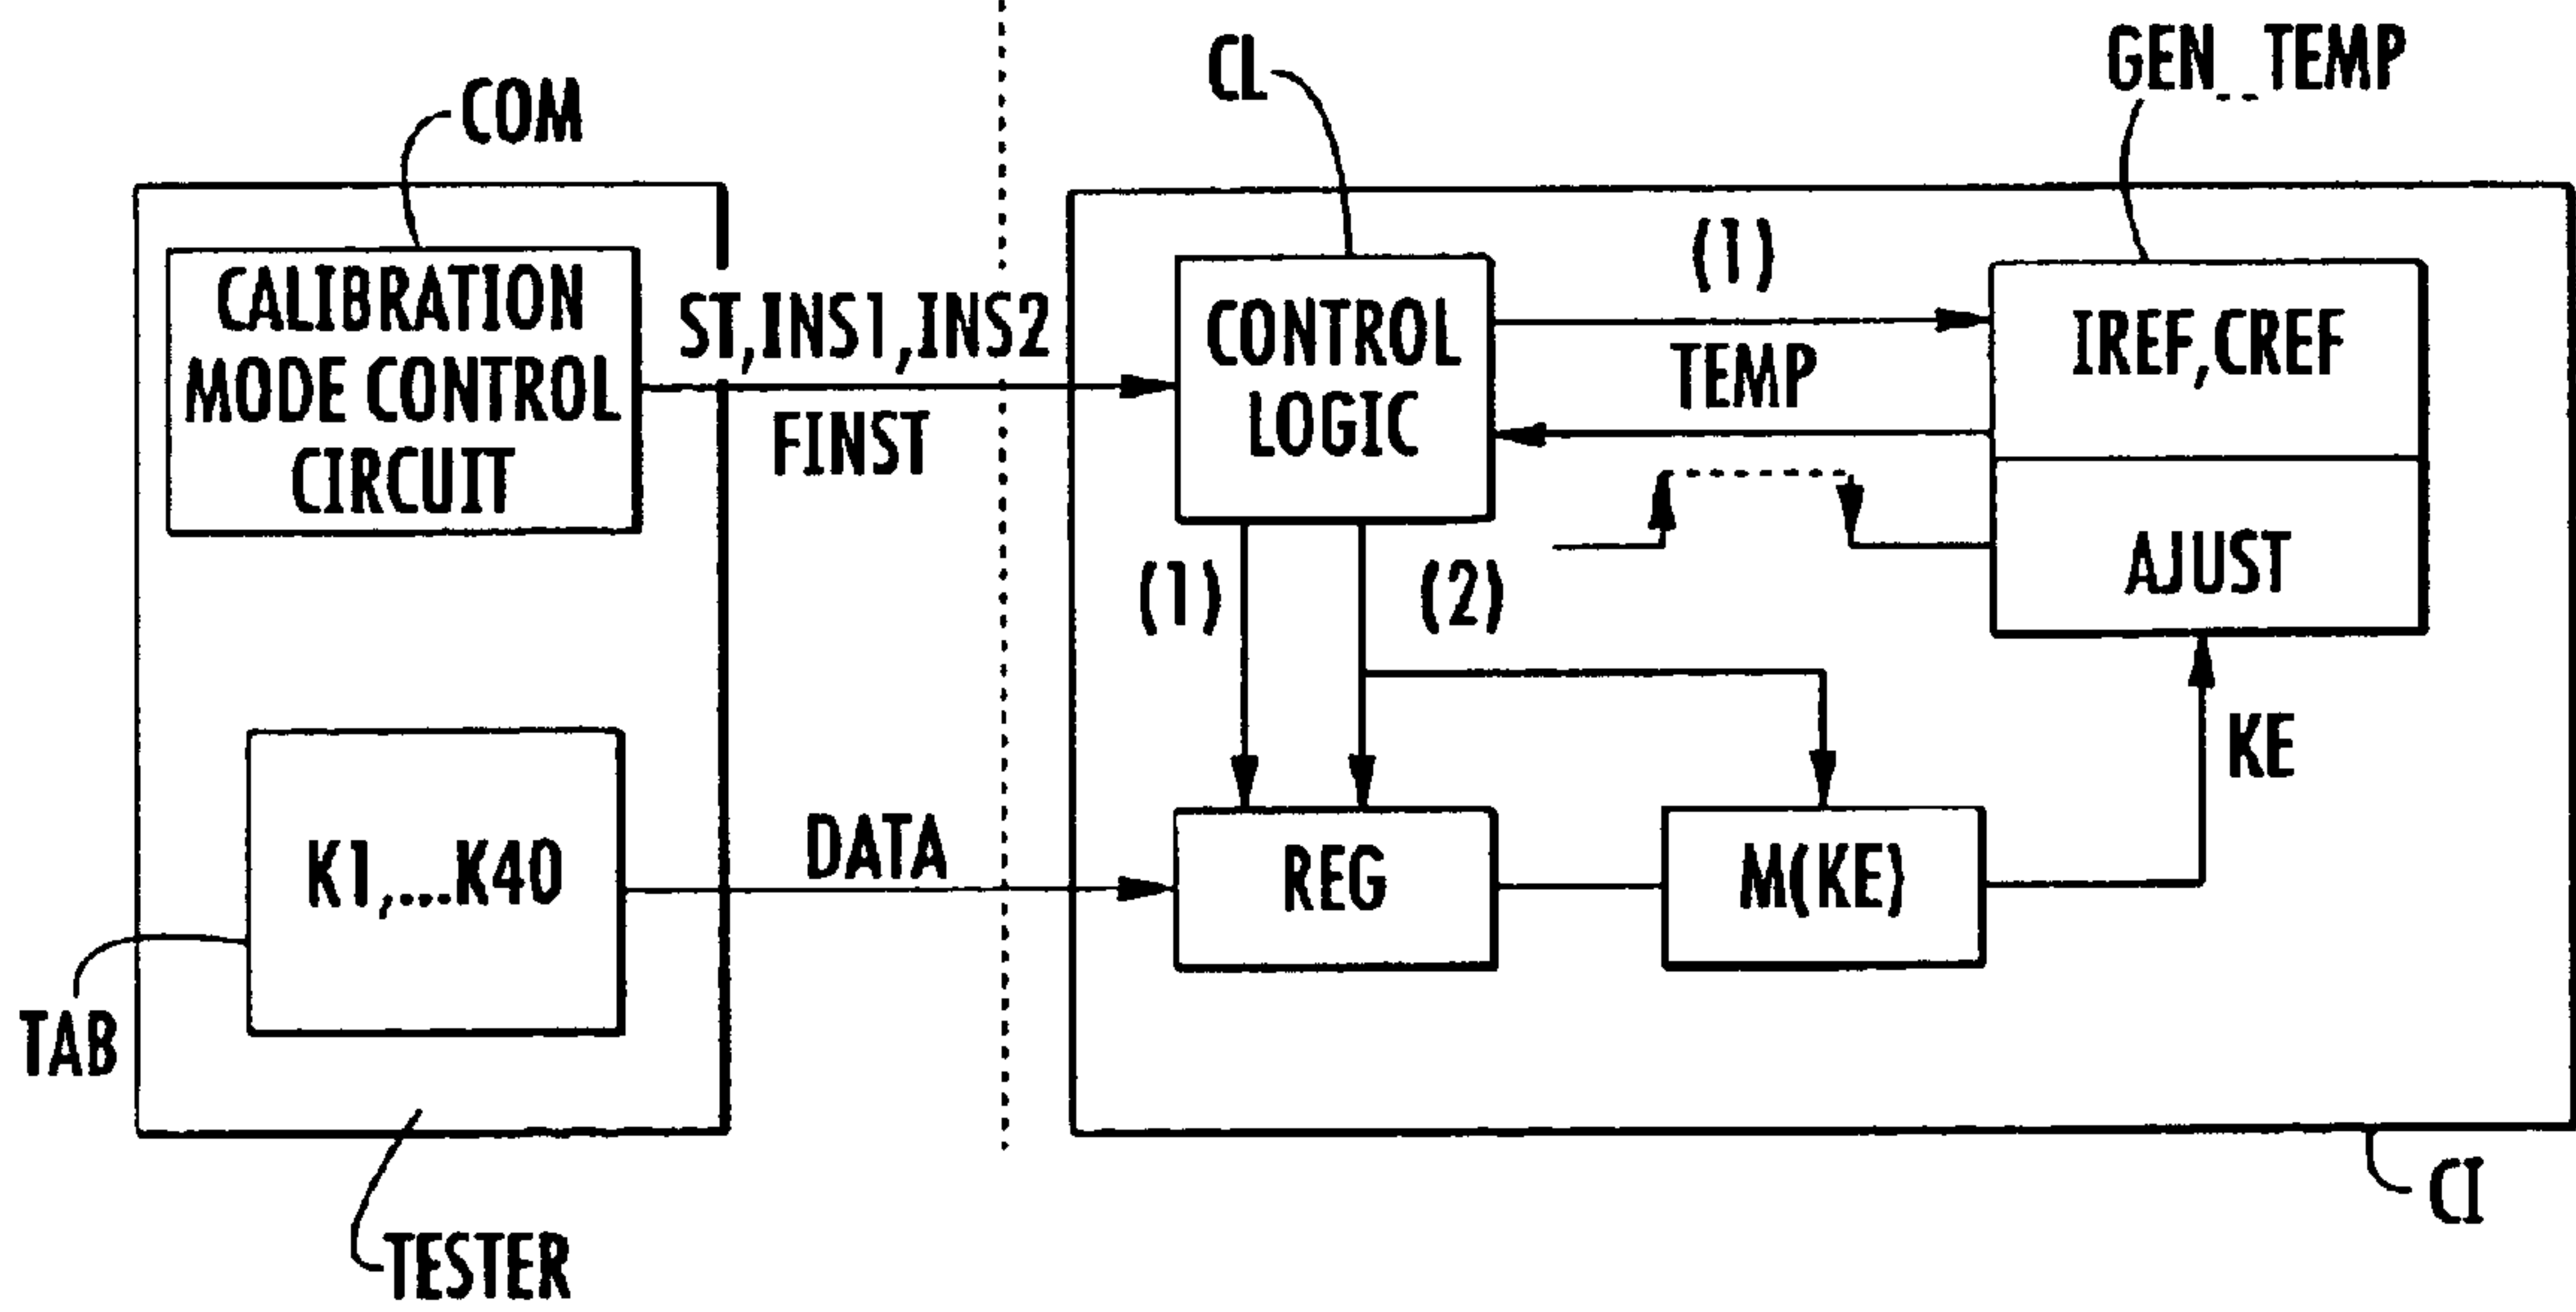 COM
CALIBRATION
MODE CONTROL
CIRCUIT
ST,INS1,INS2
FINST
K1,...K40
DATA
TAB
TESTER
CL
GEN_TEMP
CONTROL
LOGIC
(1)
TEMP
IREF,CREF
AJUST
(1)
(2)
REG
M(KE)
KE
CI